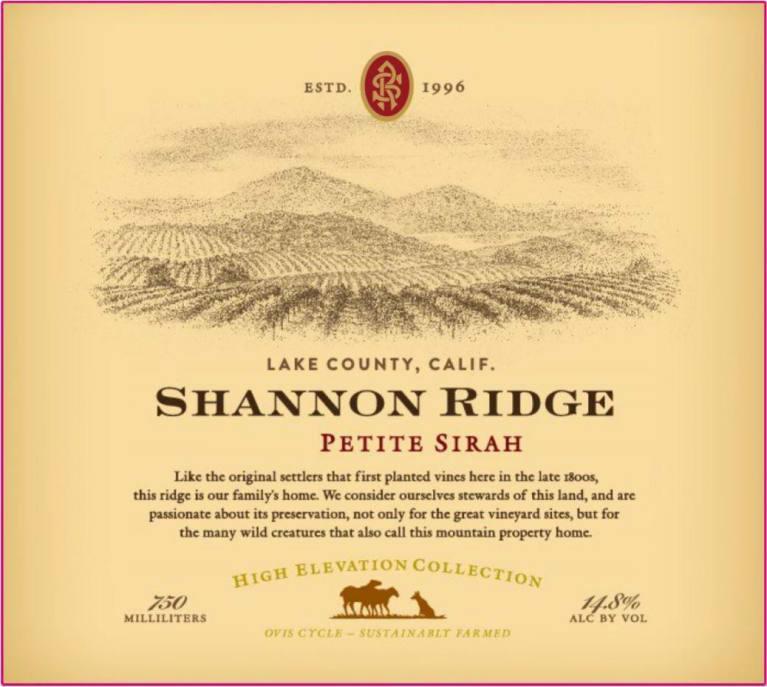 ESTD. SR 1996
LAKE COUNTY, CALIF.
SHANNON RIDGE
PETITE SIRAH
Like the original settlers that first planted vines here in the late 1800s,
this ridge is our family's home. We consider ourselves stewards of this land, and are
passionate about its preservation, not only for the great vineyard sites, but for
the many wild creatures that also call this mountain property home.
HIGH ELEVATION COLLECTION
750
MILLILITERS
14.8%
ALC BY VOL
OVIS CYCLE – SUSTAINABLY FARMED